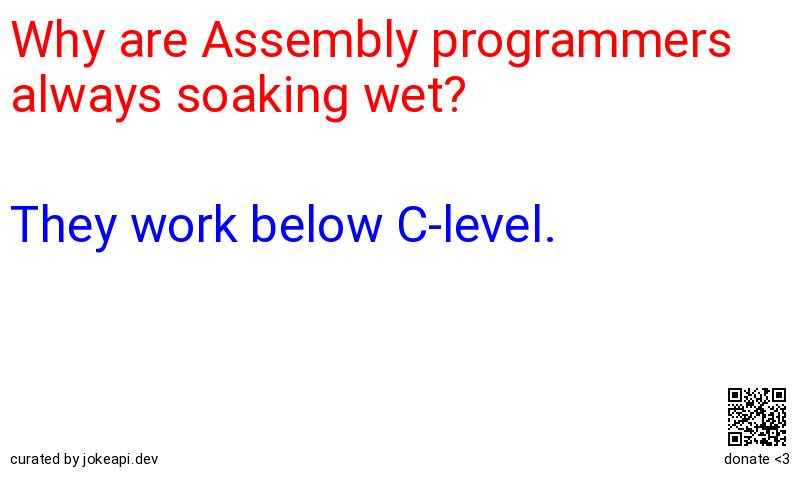 Why are Assembly programmers
always soaking wet?
They work below C-level.
curated by jokeapi.dev
donate <3